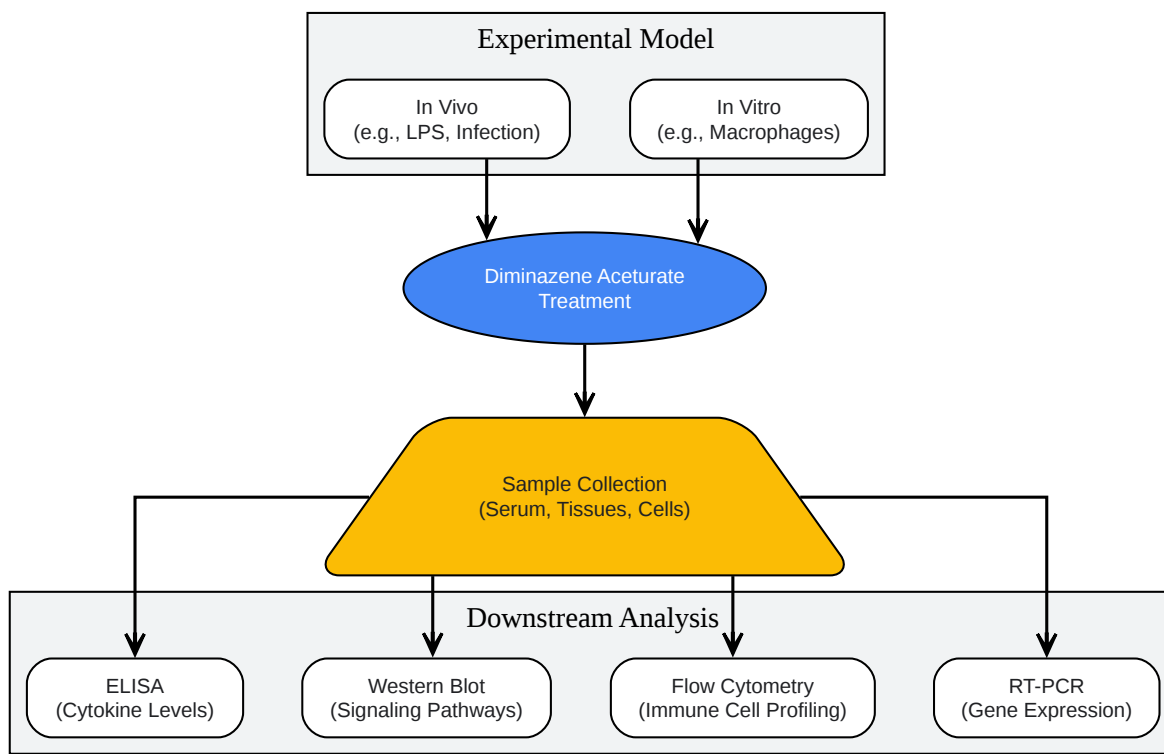 Experimental Model
In Vivo
(e.g., LPS, Infection)
In Vitro
(e.g., Macrophages)
Diminazene Aceturate
Treatment
Sample Collection
(Serum, Tissues, Cells)
Downstream Analysis
ELISA
(Cytokine Levels)
Western Blot
(Signaling Pathways)
Flow Cytometry
(Immune Cell Profiling)
RT-PCR
(Gene Expression)